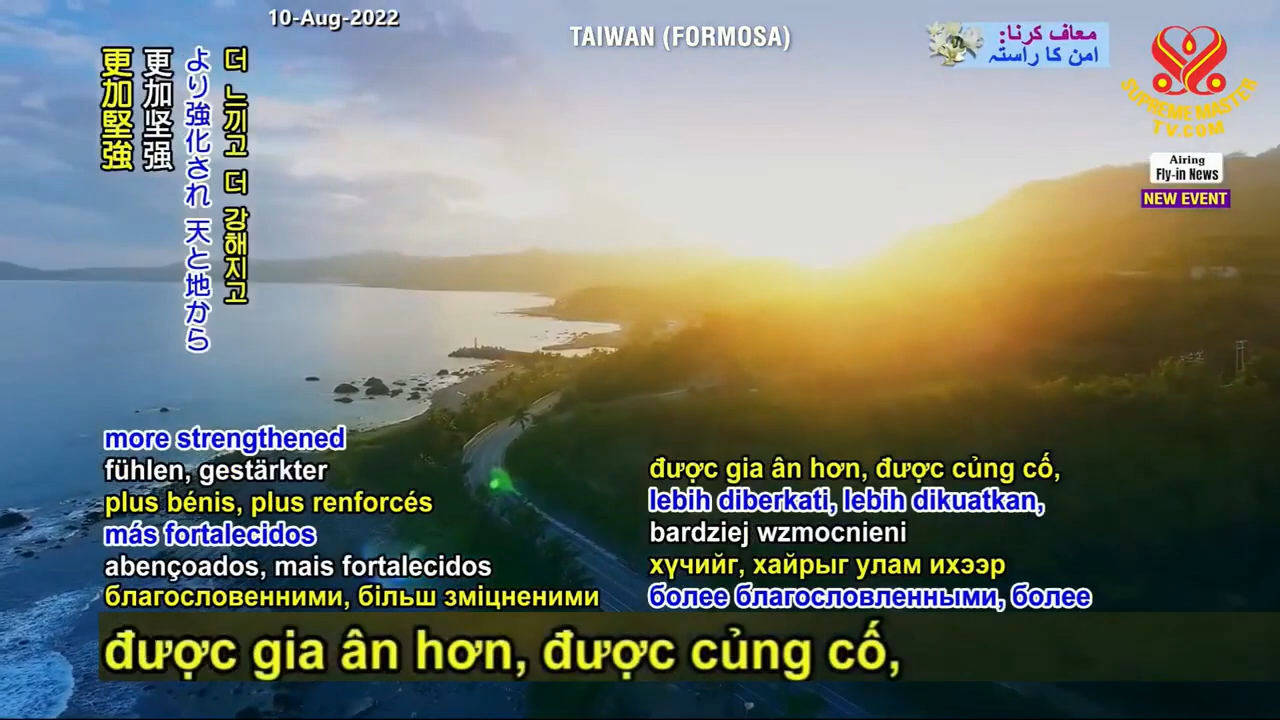 10-Aug-2022
TAIWAN (FORMOSA)
معاف کرنا:
امن کا راستہ
SUPREME MASTER
TV.COM
Airing
Fly-in News
NEW EVENT
더 느끼고 더 강해지고
より強化され 天と地から
更加坚强
更加堅強
more strengthened
fühlen, gestärkter
plus bénis, plus renforcés
más fortalecidos
abençoados, mais fortalecidos
благословенними, більш зміцненими
được gia ân hơn, được củng cố,
lebih diberkati, lebih dikuatkan,
bardziej wzmocnieni
хүчийг, хайрыг улам ихээр
более благословленными, более
được gia ân hơn, được củng cố,